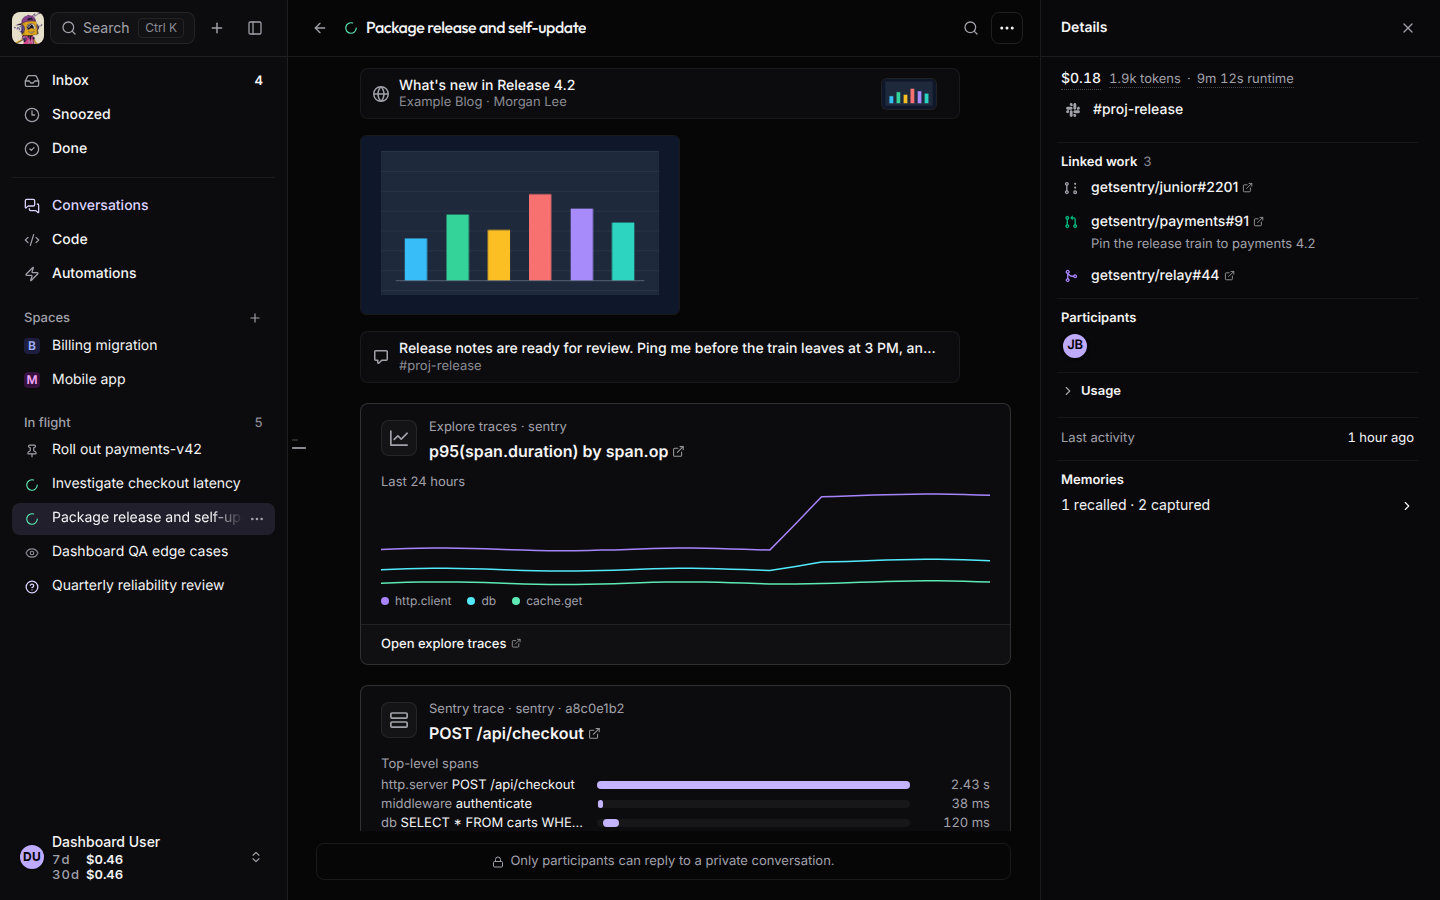 Search Ctrl K
Inbox 4
Snoozed
Done
Conversations
Code
Automations
Spaces
B Billing migration
M Mobile app
In flight 5
Roll out payments-v42
Investigate checkout latency
Package release and self-up
Dashboard QA edge cases
Quarterly reliability review
DU Dashboard User
7d $0.46
30d $0.46
Package release and self-update
What's new in Release 4.2
Example Blog · Morgan Lee
Release notes are ready for review. Ping me before the train leaves at 3 PM, an...
#proj-release
Explore traces · sentry
p95(span.duration) by span.op
Last 24 hours
http.client db cache.get
Open explore traces
Sentry trace · sentry · a8c0e1b2
POST /api/checkout
Top-level spans
http.server POST /api/checkout 2.43 s
middleware authenticate 38 ms
db SELECT * FROM carts WHE... 120 ms
Only participants can reply to a private conversation.
Details
$0.18 1.9k tokens · 9m 12s runtime
#proj-release
Linked work 3
getsentry/junior#2201
getsentry/payments#91
Pin the release train to payments 4.2
getsentry/relay#44
Participants
JB
Usage
Last activity 1 hour ago
Memories
1 recalled · 2 captured